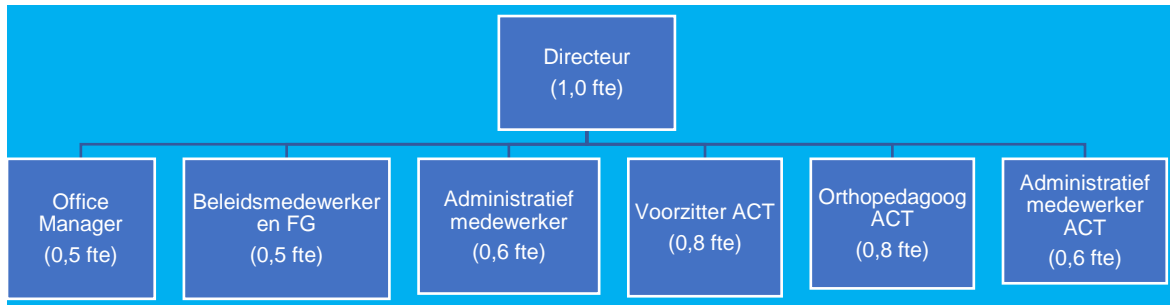 Directeur
(1,0 fte)
Office
Manager
(0,5 fte)
Beleidsmedewerker
en FG
(0,5 fte)
Administratief
medewerker
(0,6 fte)
Voorzitter ACT
(0,8 fte)
Orthopedagoog
ACT
(0,8 fte)
Administratief
medewerker
ACT
(0,6 fte)